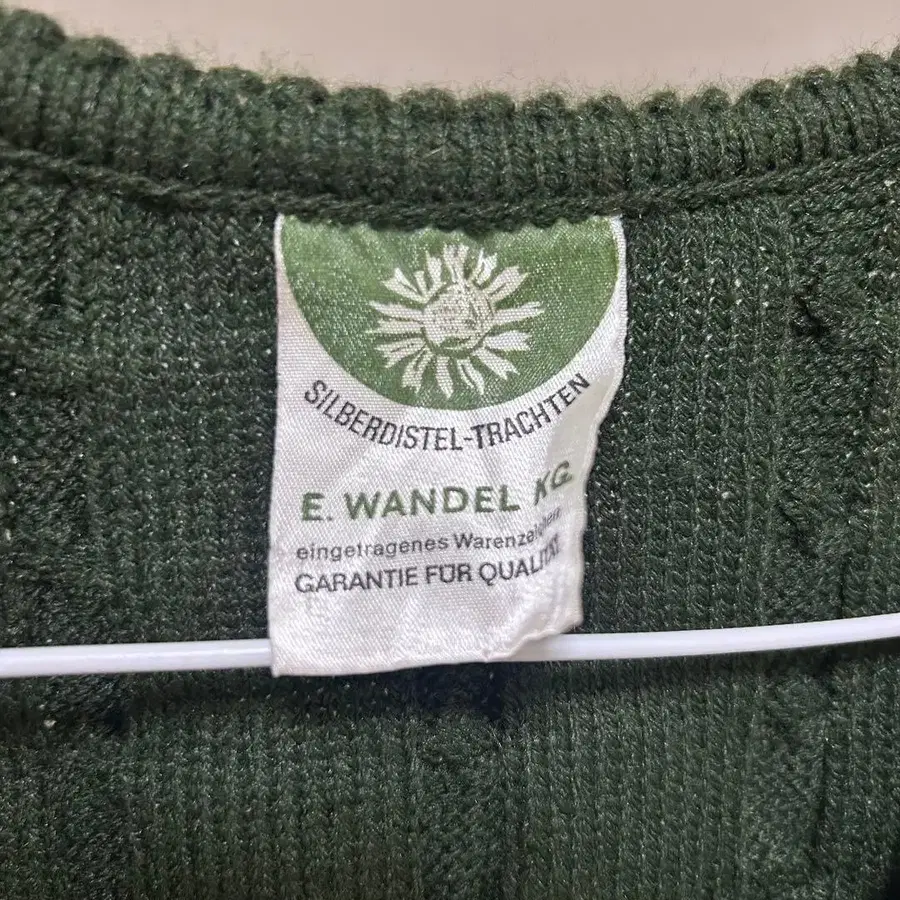 SILBERDISTEL-TRACHTEN
E. WANDEL KG.
eingetragenes Warenzeichen
GARANTIE FÜR QUALITÄT